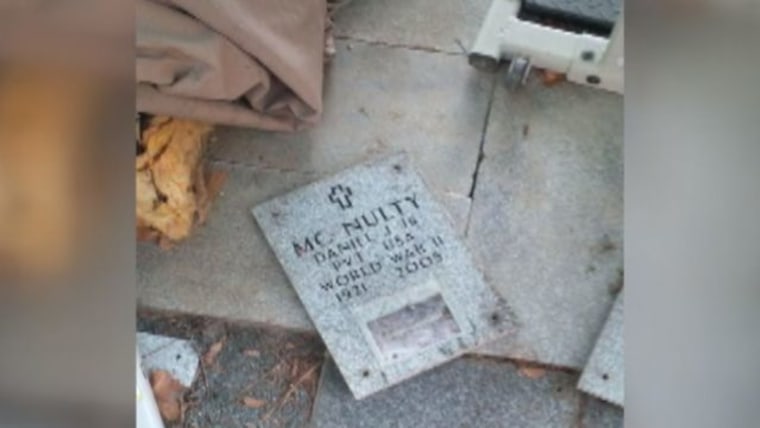 MC NULTY
DANIEL J JR
PVT USA
WORLD WAR II
1921 2005